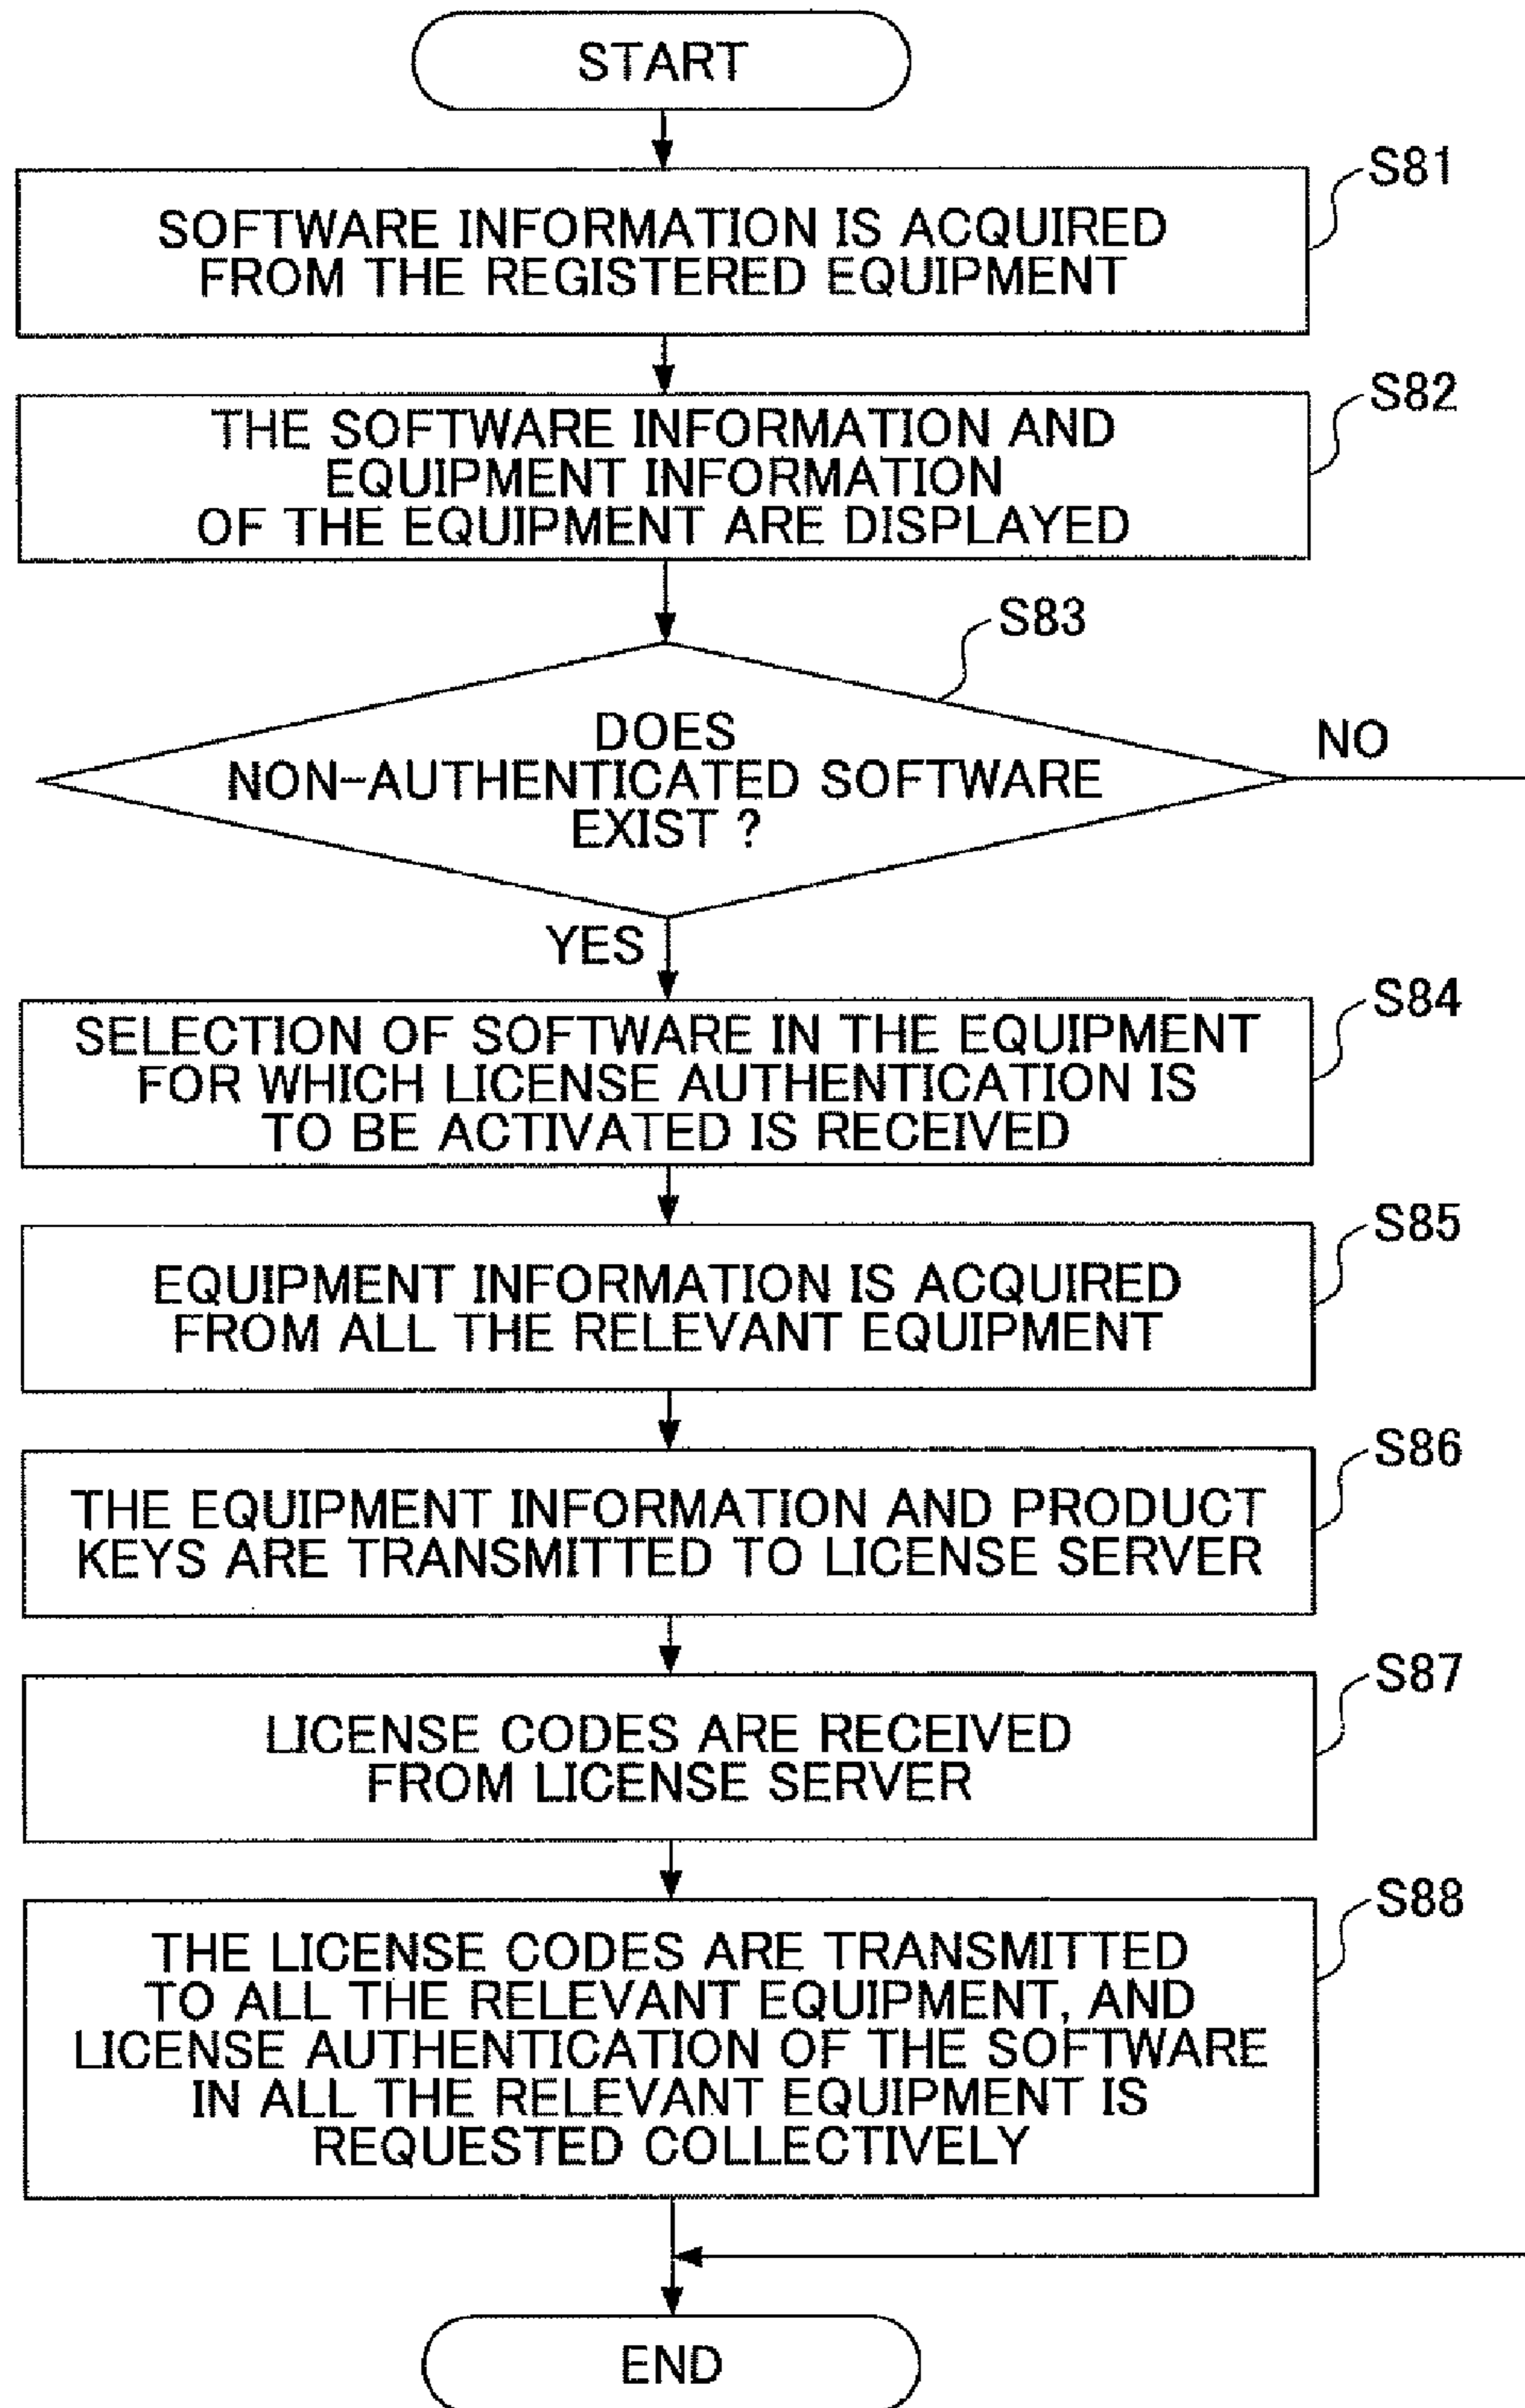 START
S81
SOFTWARE INFORMATION IS ACQUIRED
FROM THE REGISTERED EQUIPMENT
S82
THE SOFTWARE INFORMATION AND
EQUIPMENT INFORMATION
OF THE EQUIPMENT ARE DISPLAYED
S83
DOES
NON-AUTHENTICATED SOFTWARE
EXIST ?
NO
YES
S84
SELECTION OF SOFTWARE IN THE EQUIPMENT
FOR WHICH LICENSE AUTHENTICATION IS
TO BE ACTIVATED IS RECEIVED
S85
EQUIPMENT INFORMATION IS ACQUIRED
FROM ALL THE RELEVANT EQUIPMENT
S86
THE EQUIPMENT INFORMATION AND PRODUCT
KEYS ARE TRANSMITTED TO LICENSE SERVER
S87
LICENSE CODES ARE RECEIVED
FROM LICENSE SERVER
S88
THE LICENSE CODES ARE TRANSMITTED
TO ALL THE RELEVANT EQUIPMENT, AND
LICENSE AUTHENTICATION OF THE SOFTWARE
IN ALL THE RELEVANT EQUIPMENT IS
REQUESTED COLLECTIVELY
END